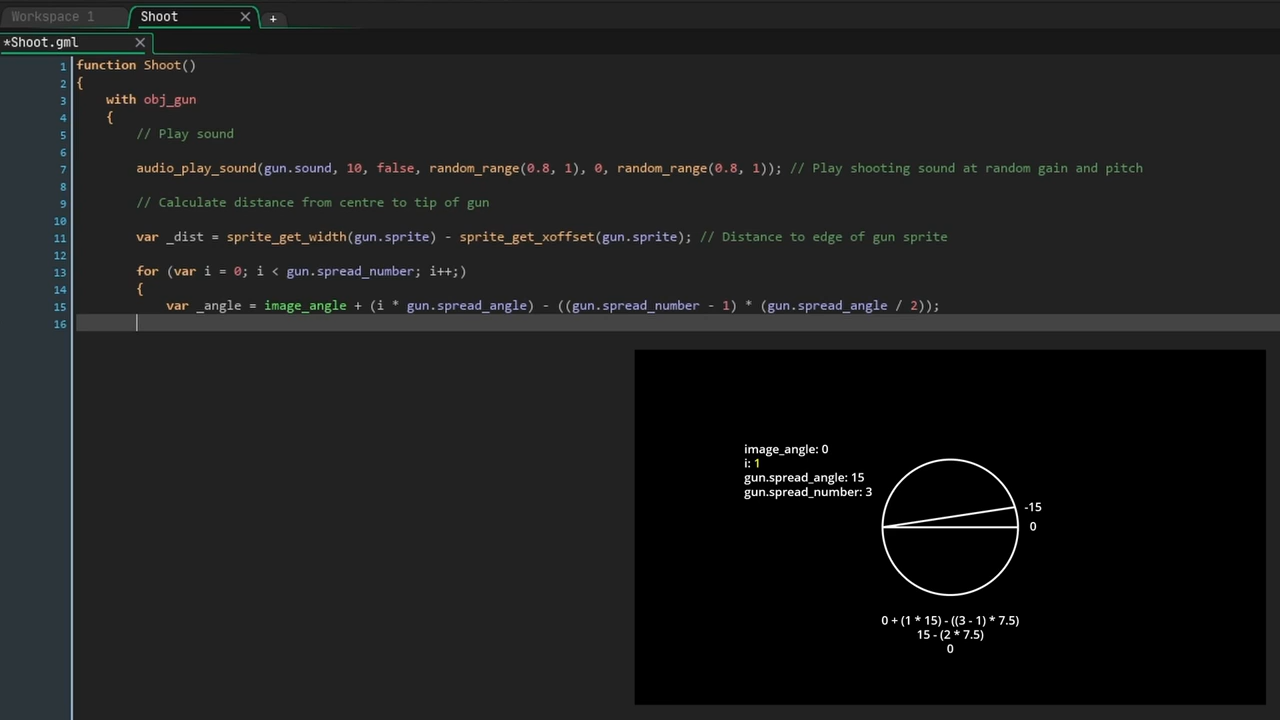 Workspace 1
Shoot
*Shoot.gml
1 function Shoot()
2 {
3 with obj_gun
4 {
5 // Play sound
6
7 audio_play_sound(gun.sound, 10, false, random_range(0.8, 1), 0, random_range(0.8, 1)); // Play shooting sound at random gain and pitch
8
9 // Calculate distance from centre to tip of gun
10
11 var _dist = sprite_get_width(gun.sprite) - sprite_get_xoffset(gun.sprite); // Distance to edge of gun sprite
12
13 for (var i = 0; i < gun.spread_number; i++;)
14 {
15 var _angle = image_angle + (i * gun.spread_angle) - ((gun.spread_number - 1) * (gun.spread_angle / 2));
16
image_angle: 0
i: 1
gun.spread_angle: 15
gun.spread_number: 3
-15
0
0 + (1 * 15) - ((3 - 1) * 7.5)
15 - (2 * 7.5)
0